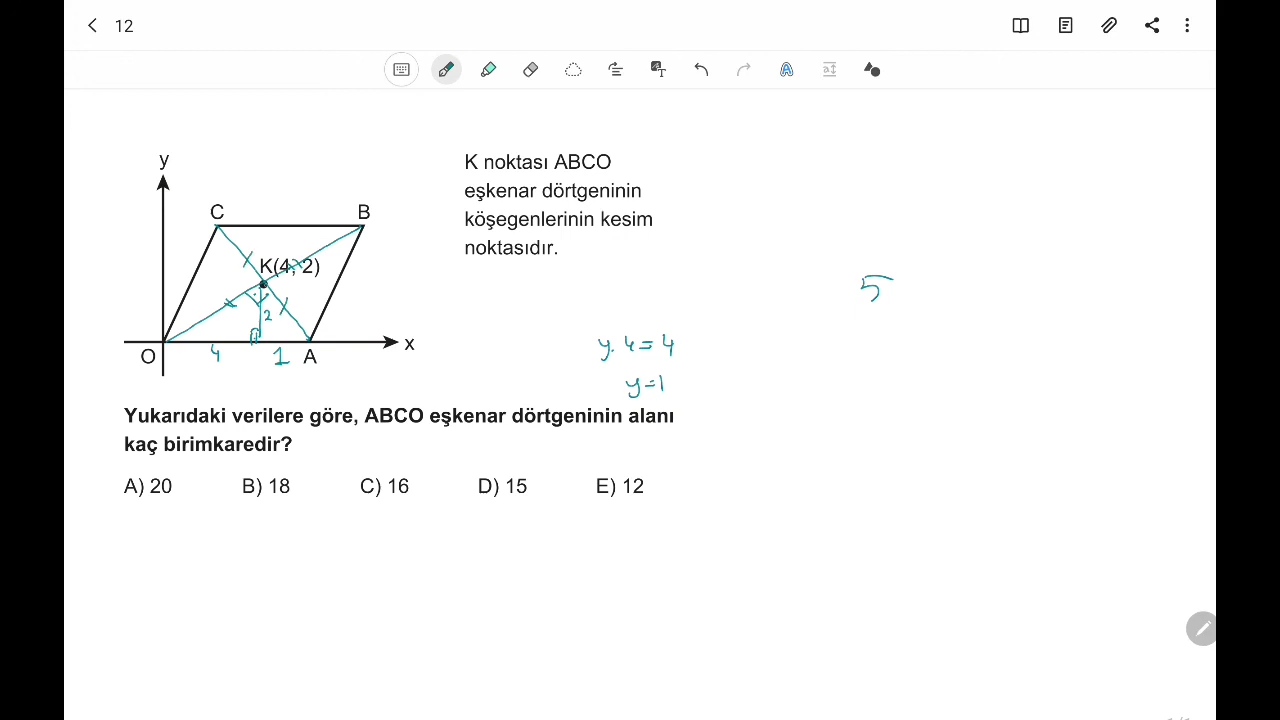 12
y
C
B
K(4, 2)
2
O
4
1
A
x
K noktası ABCO
eşkenar dörtgeninin
köşegenlerinin kesim
noktasıdır.
5
y. 4 = 4
y = 1
Yukarıdaki verilere göre, ABCO eşkenar dörtgeninin alanı
kaç birimkaredir?
A) 20 B) 18 C) 16 D) 15 E) 12